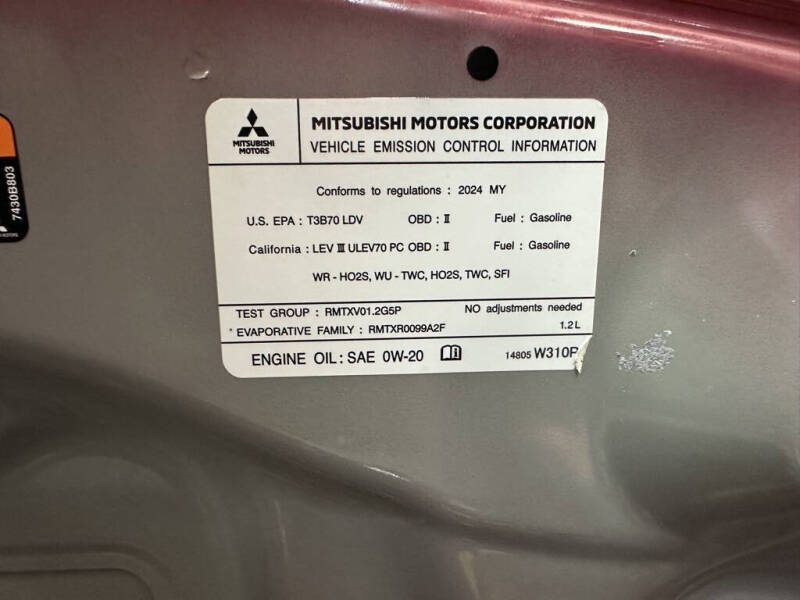 MITSUBISHI
MOTORS
MITSUBISHI MOTORS CORPORATION
VEHICLE EMISSION CONTROL INFORMATION
Conforms to regulations : 2024 MY
U.S. EPA : T3B70 LDV OBD : II Fuel : Gasoline
California : LEV III ULEV70 PC OBD : II Fuel : Gasoline
WR - HO2S, WU - TWC, HO2S, TWC, SFI
TEST GROUP : RMTXV01.2G5P NO adjustments needed
* EVAPORATIVE FAMILY : RMTXR0099A2F 1.2 L
ENGINE OIL: SAE 0W-20 14805 W310P
7430B803